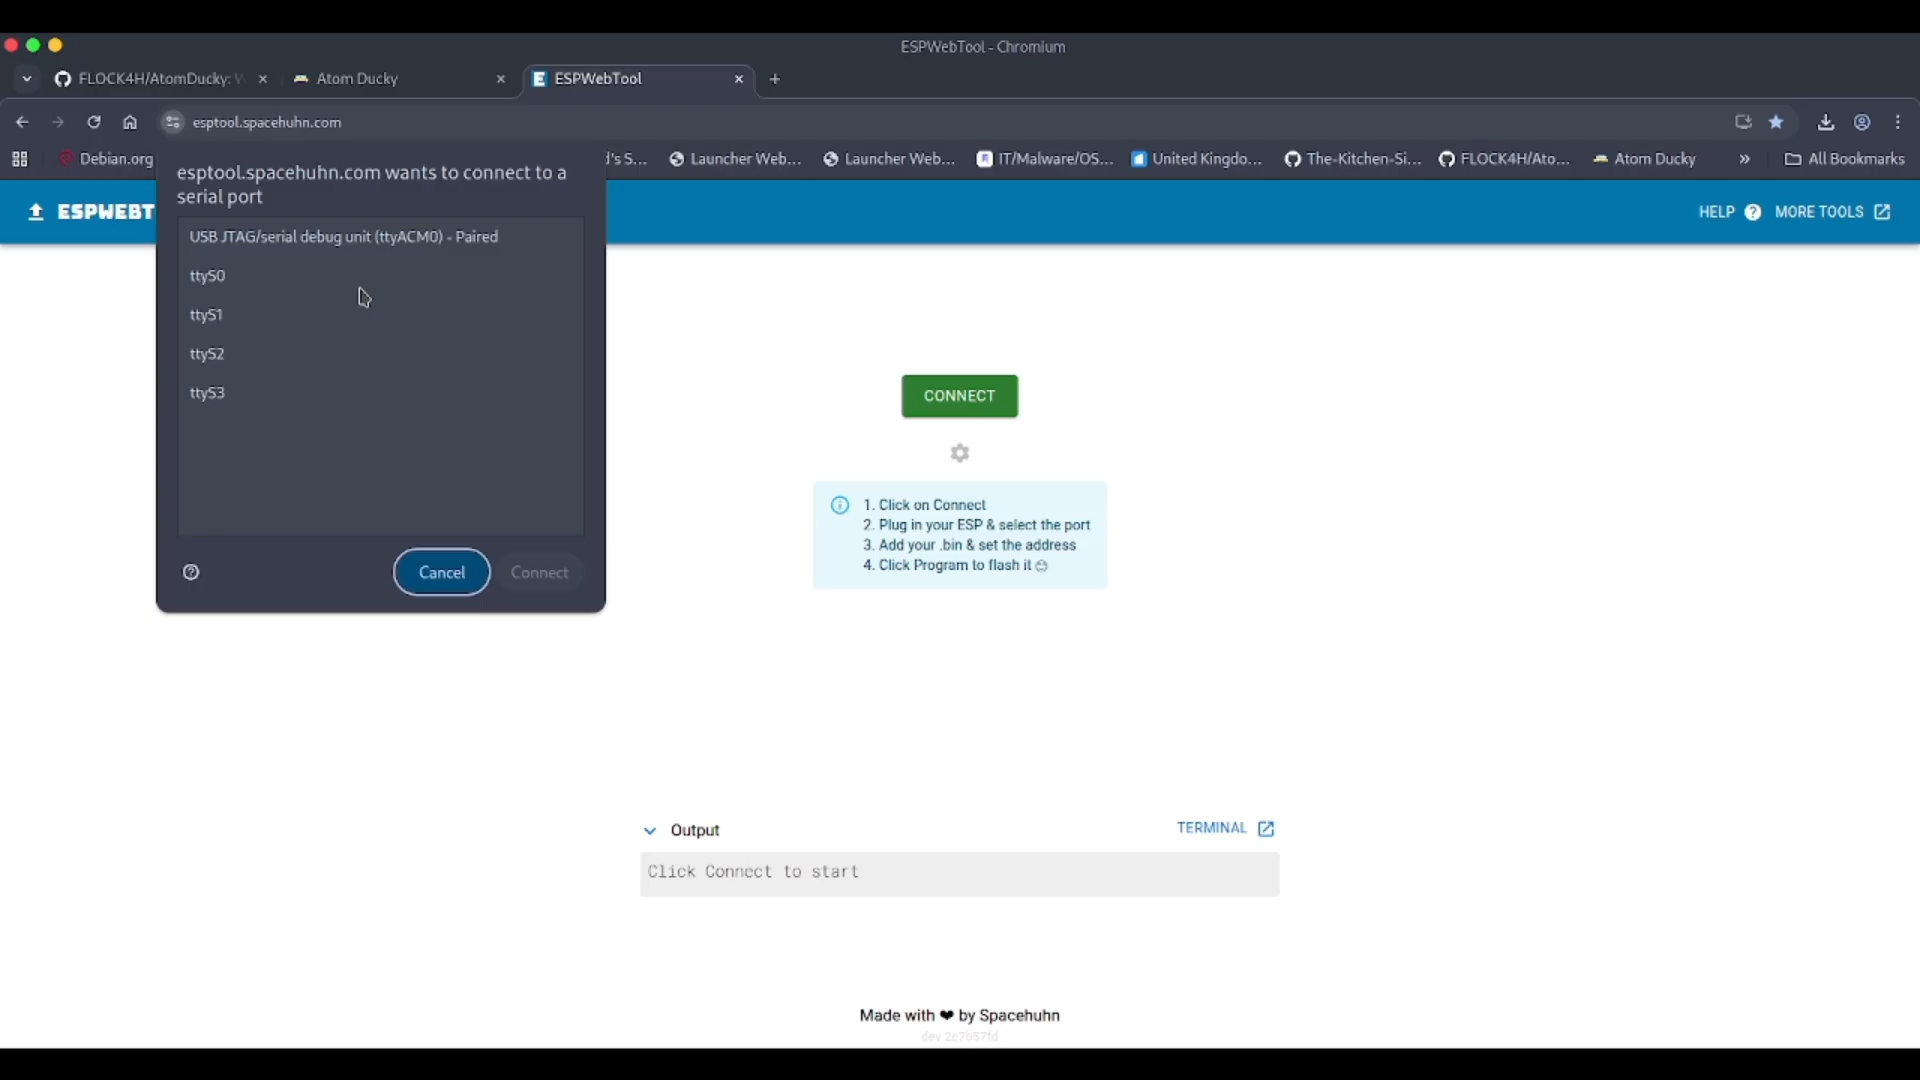 ESPWebTool - Chromium
FLOCK4H/AtomDucky:
Atom Ducky
ESPWebTool
esptool.spacehuhn.com
Debian.org
d's S...
Launcher Web...
Launcher Web...
IT/Malware/OS...
United Kingdo...
The-Kitchen-Si...
FLOCK4H/Ato...
Atom Ducky
»
All Bookmarks
esptool.spacehuhn.com wants to connect to a
serial port
USB JTAG/serial debug unit (ttyACM0) - Paired
ttyS0
ttyS1
ttyS2
ttyS3
Cancel
Connect
ESPWEBT
HELP
MORE TOOLS
CONNECT
1. Click on Connect
2. Plug in your ESP & select the port
3. Add your .bin & set the address
4. Click Program to flash it 😊
Output
TERMINAL
Click Connect to start
Made with ❤ by Spacehuhn
dev 2c7b57fd